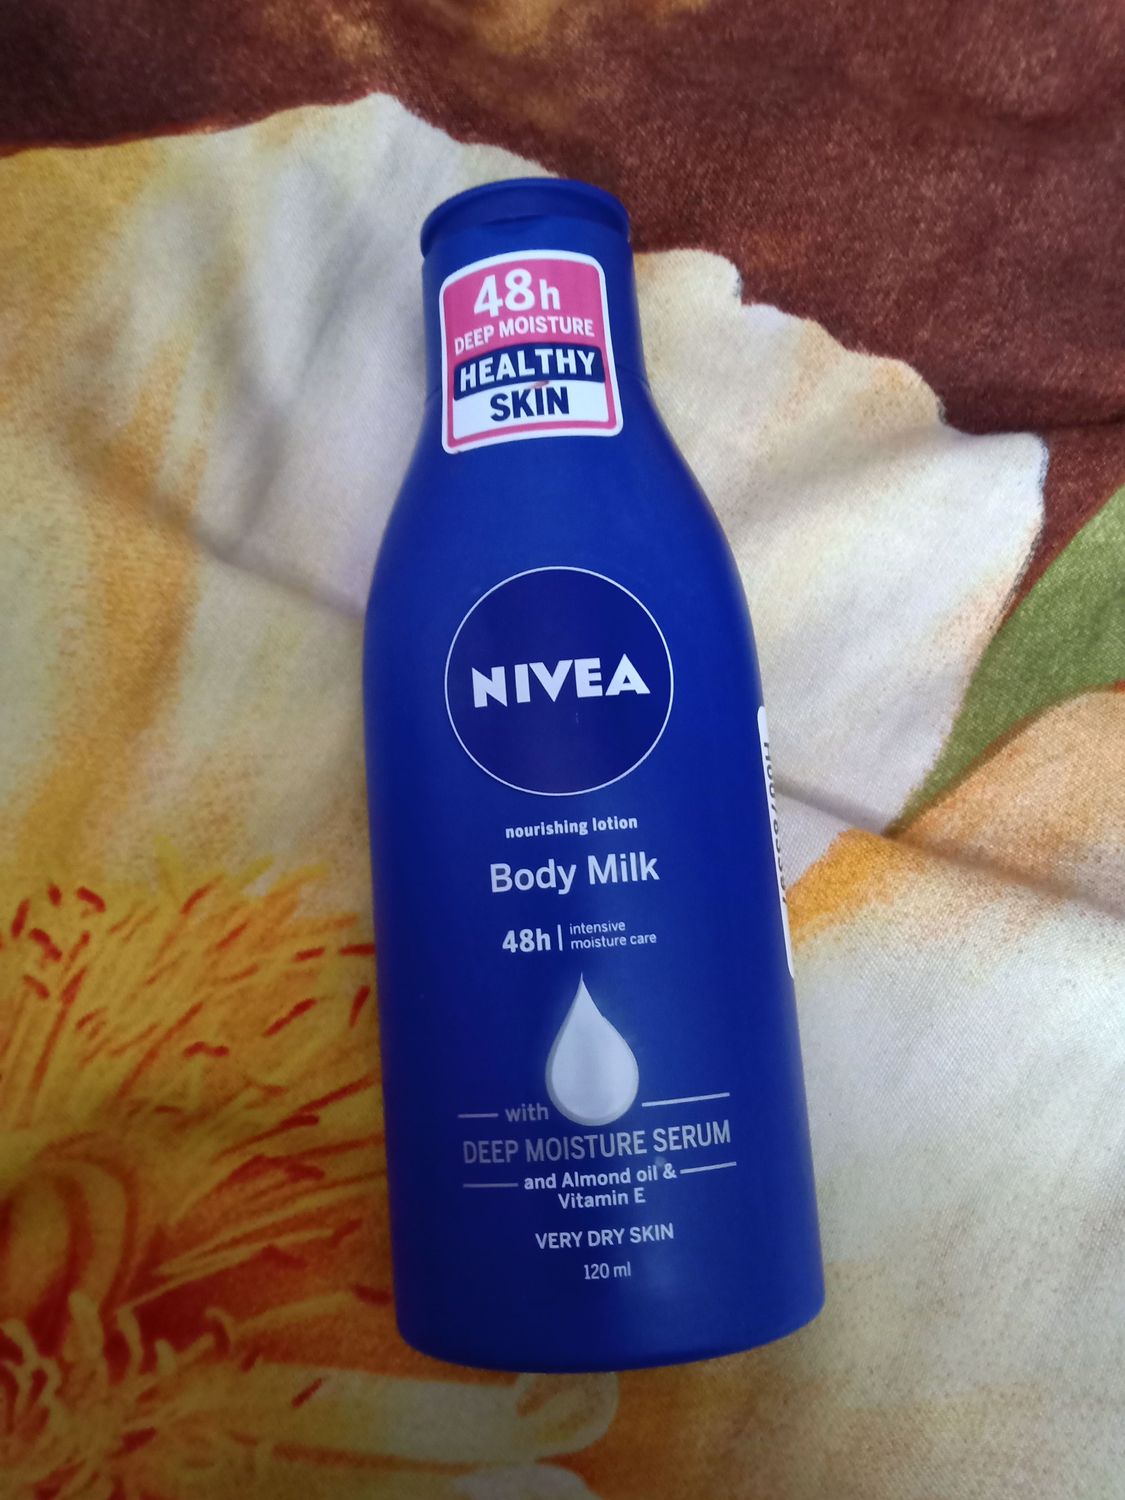 48h
DEEP MOISTURE
HEALTHY
SKIN
NIVEA
nourishing lotion
Body Milk
48h | intensive
moisture care
with
DEEP MOISTURE SERUM
and Almond oil &
Vitamin E
VERY DRY SKIN
120 ml